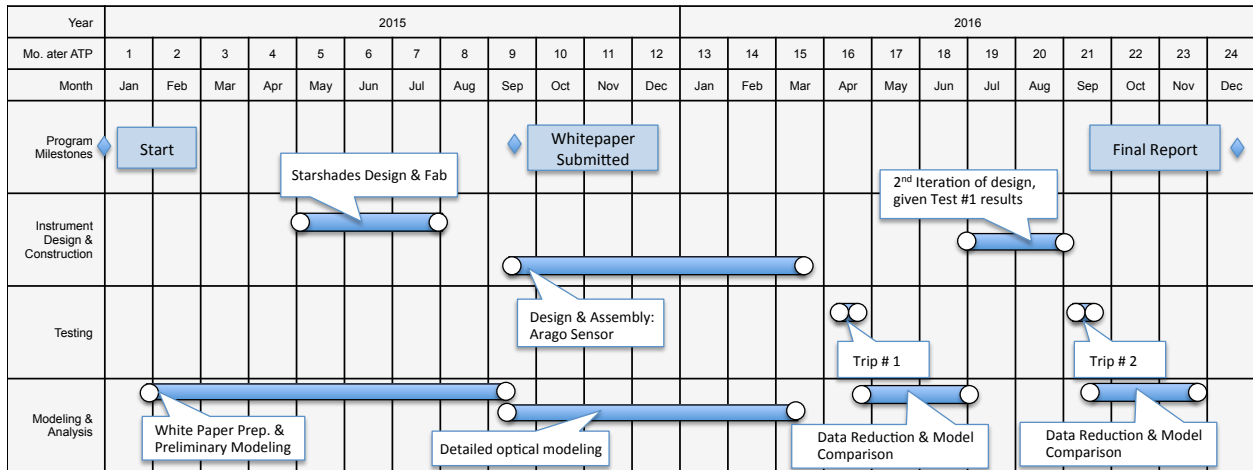 Year 2015 2016
Mo. ater ATP 1 2 3 4 5 6 7 8 9 10 11 12 13 14 15 16 17 18 19 20 21 22 23 24
Month Jan Feb Mar Apr May Jun Jul Aug Sep Oct Nov Dec Jan Feb Mar Apr May Jun Jul Aug Sep Oct Nov Dec
Program
Milestones
Start
Whitepaper
Submitted
Final Report
Starshades Design & Fab
2nd Iteration of design,
given Test #1 results
Instrument
Design &
Construction
Design & Assembly:
Arago Sensor
Testing
Trip # 1
Trip # 2
Modeling &
Analysis
White Paper Prep. &
Preliminary Modeling
Detailed optical modeling
Data Reduction & Model
Comparison
Data Reduction & Model
Comparison